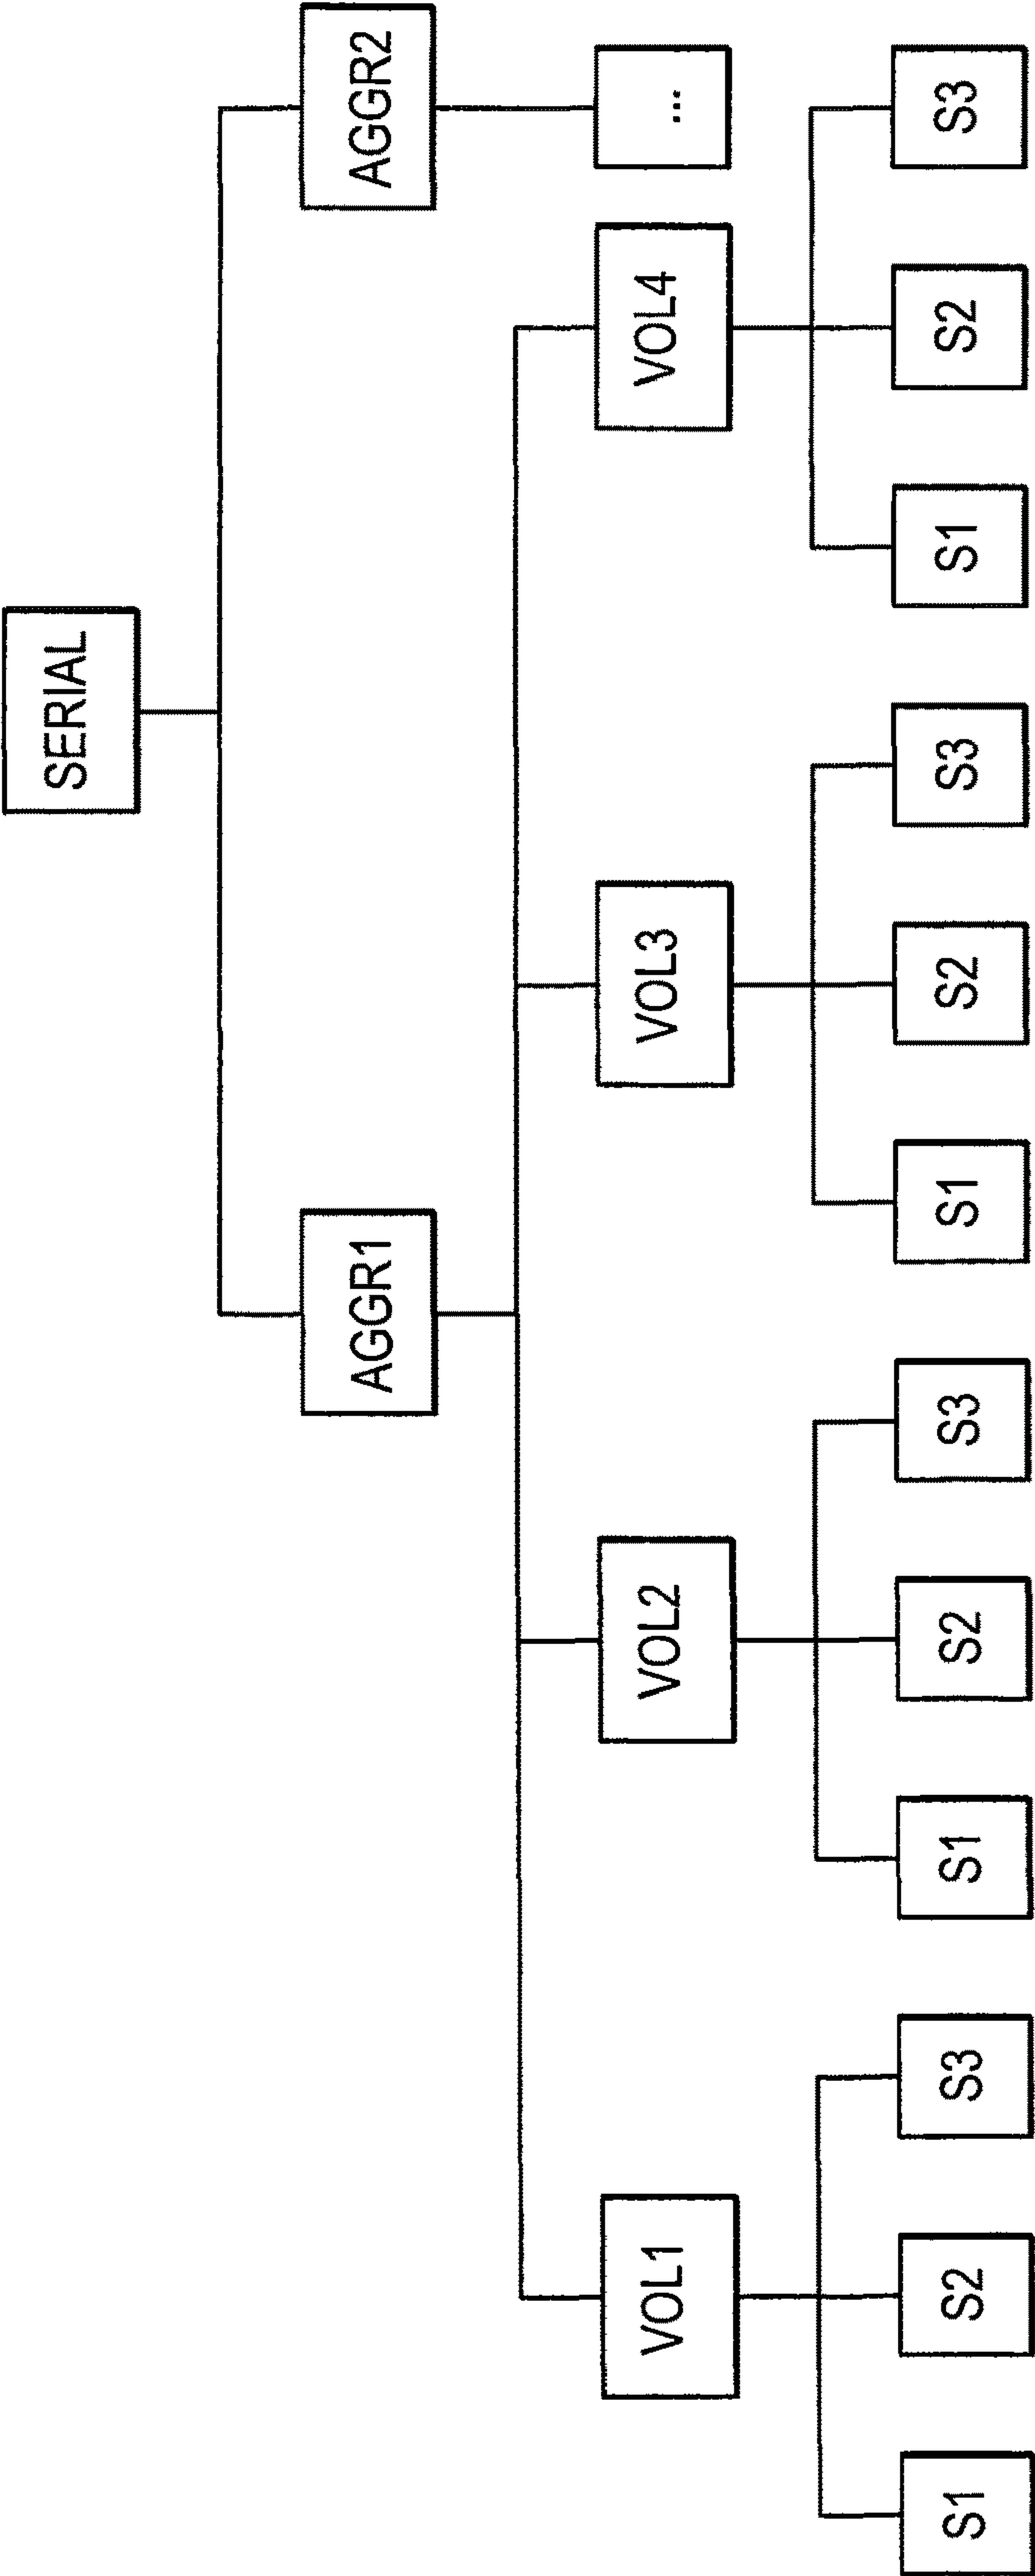 SERIAL
AGGR1
AGGR2
VOL1
VOL2
VOL3
VOL4
...
S1
S2
S3
S1
S2
S3
S1
S2
S3
S1
S2
S3